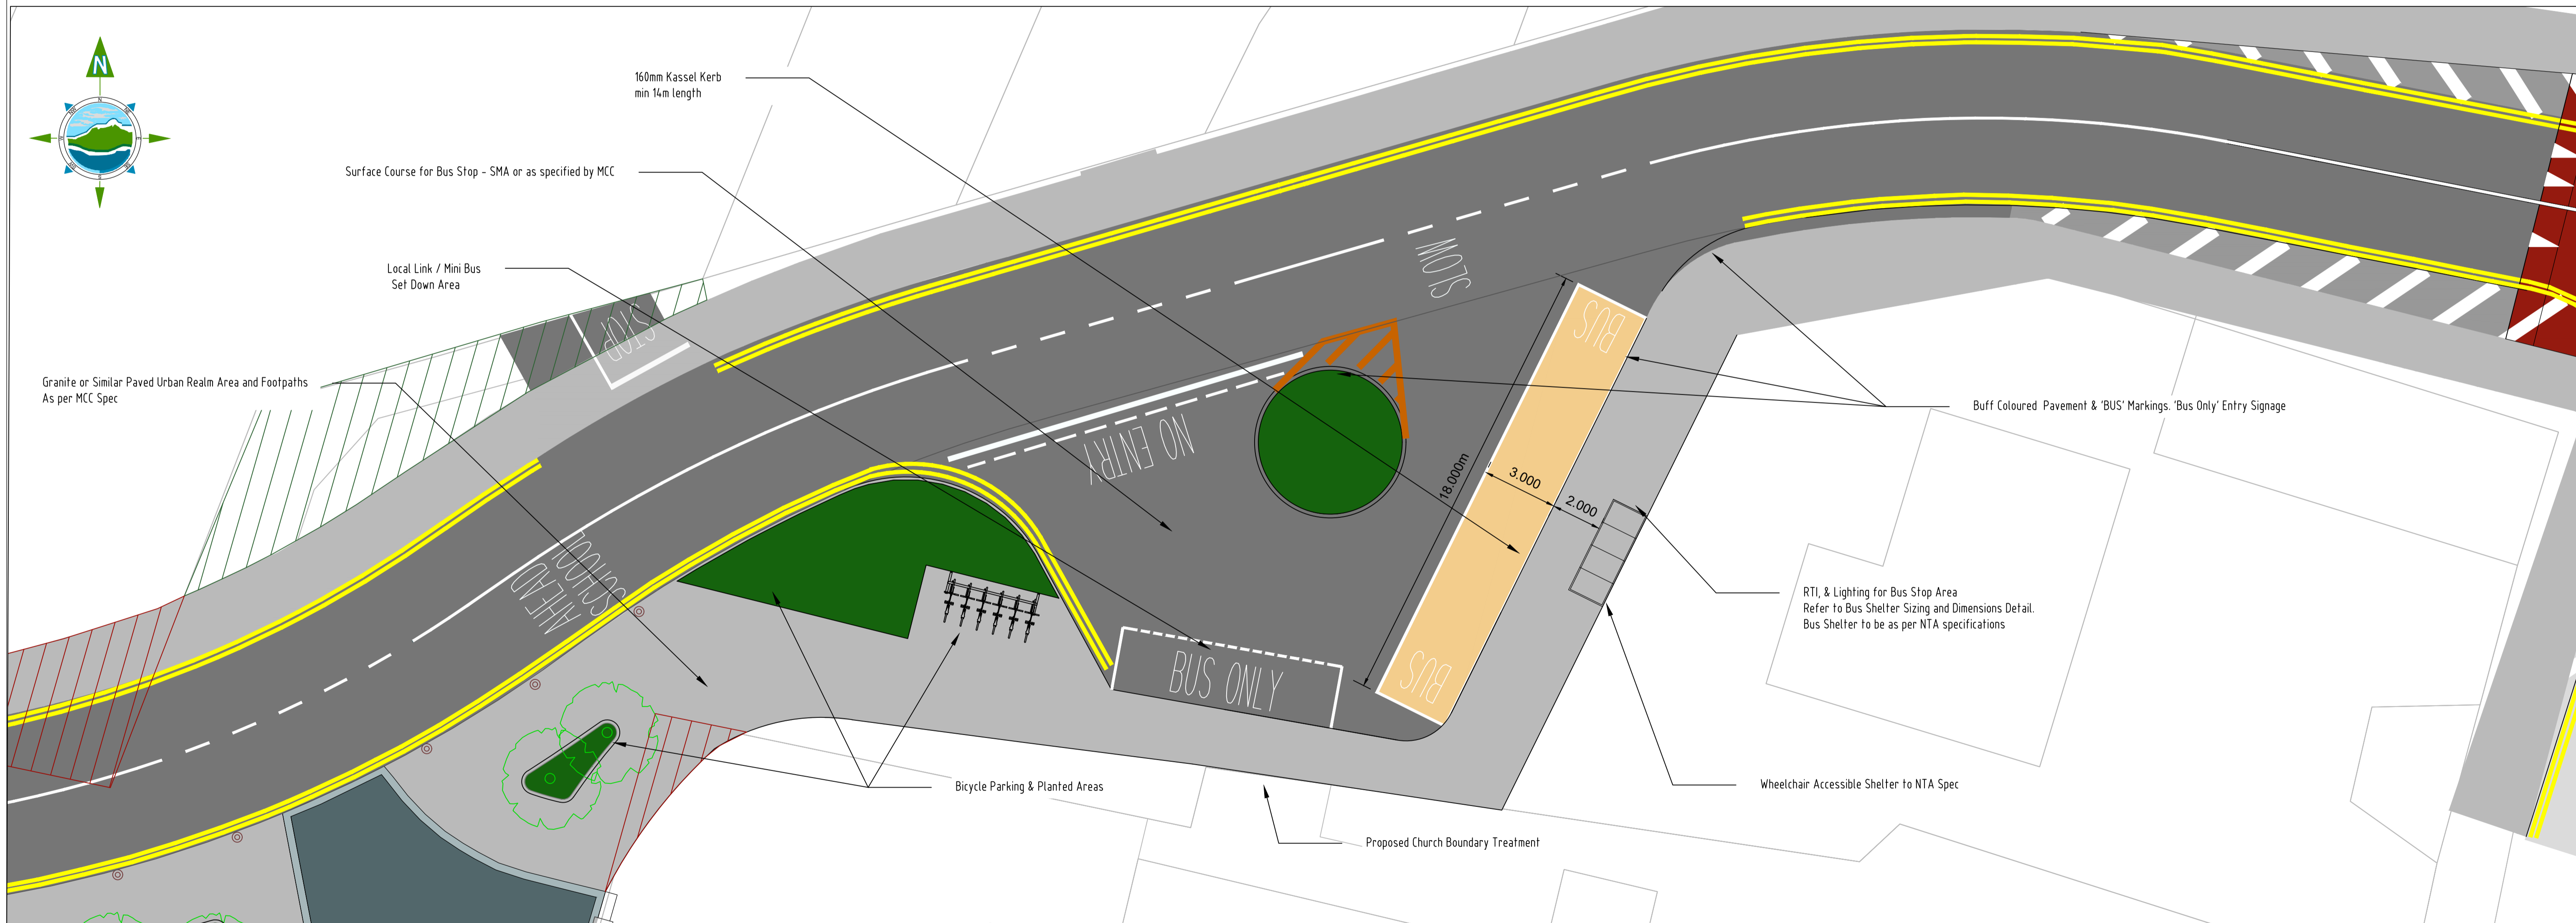 N
160mm Kassel Kerb
min 14m length
Surface Course for Bus Stop - SMA or as specified by MCC
Local Link / Mini Bus
Set Down Area
Granite or Similar Paved Urban Realm Area and Footpaths
As per MCC Spec
STOP
SLOW
NO ENTRY
BUS
18.000m
3.000
2.000
BUS
BUS ONLY
SCHOOL
AHEAD
Buff Coloured Pavement & 'BUS' Markings. 'Bus Only' Entry Signage
RTI, & Lighting for Bus Stop Area
Refer to Bus Shelter Sizing and Dimensions Detail.
Bus Shelter to be as per NTA specifications
Wheelchair Accessible Shelter to NTA Spec
Bicycle Parking & Planted Areas
Proposed Church Boundary Treatment